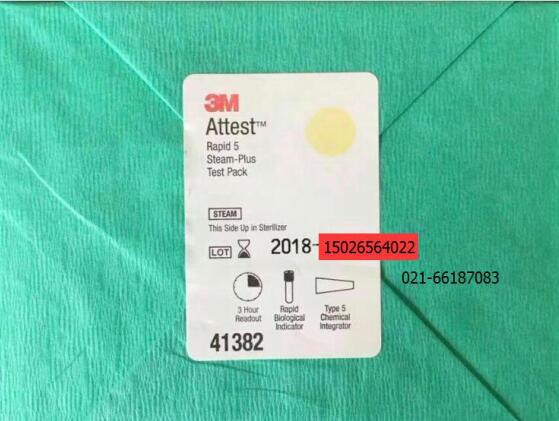 3M
Attest™
Rapid 5
Steam-Plus
Test Pack
STEAM
This Side Up in Sterilizer
LOT 2018- 15026564022
021-66187083
3 Hour
Readout
Rapid
Biological
Indicator
Type 5
Chemical
Integrator
41382